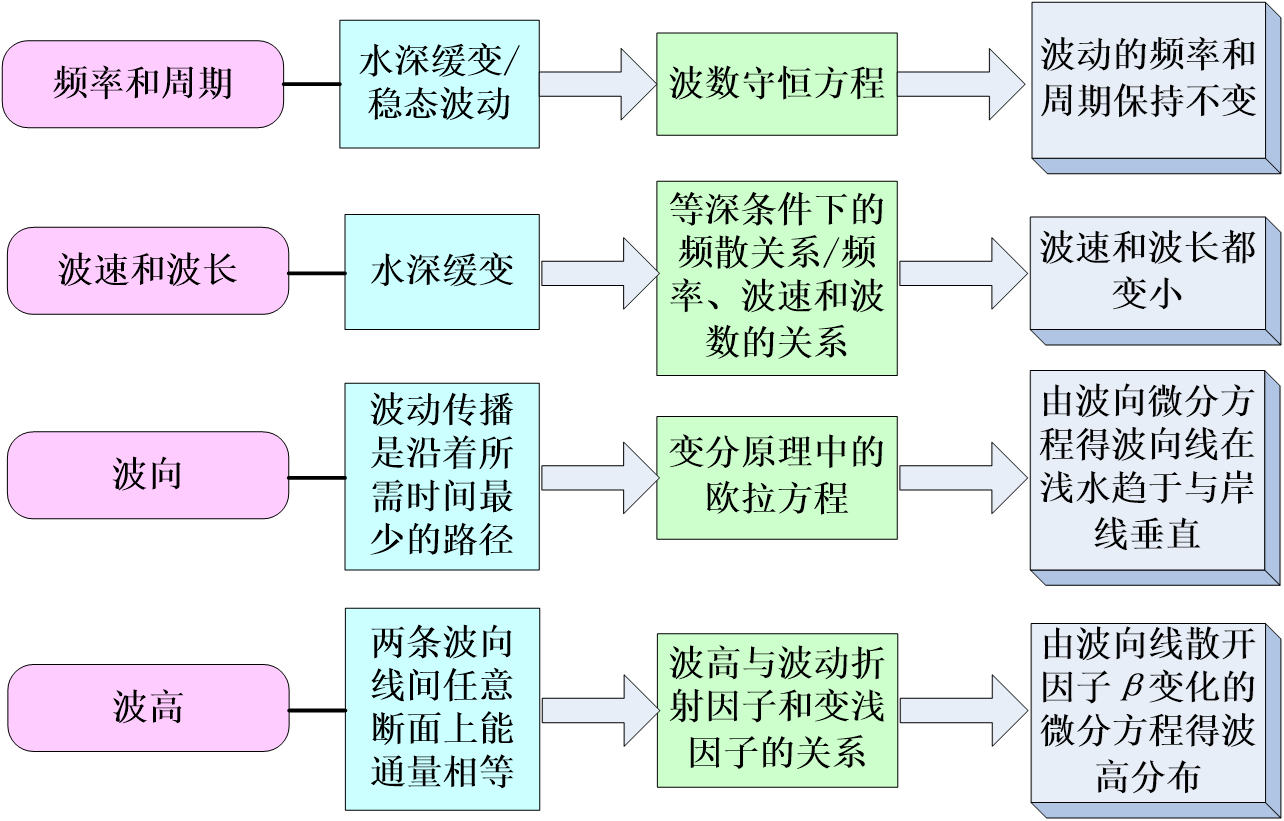 频率和周期
水深缓变/
稳态波动
波数守恒方程
波动的频率和
周期保持不变
波速和波长
水深缓变
等深条件下的
频散关系/频
率、波速和波
数的关系
波速和波长都
变小
波向
波动传播
是沿着所
需时间最
少的路径
变分原理中的
欧拉方程
由波向微分方
程得波向线在
浅水趋于与岸
线垂直
波高
两条波向
线间任意
断面上能
通量相等
波高与波动折
射因子和变浅
因子的关系
由波向线散开
因子β变化的
微分方程得波
高分布